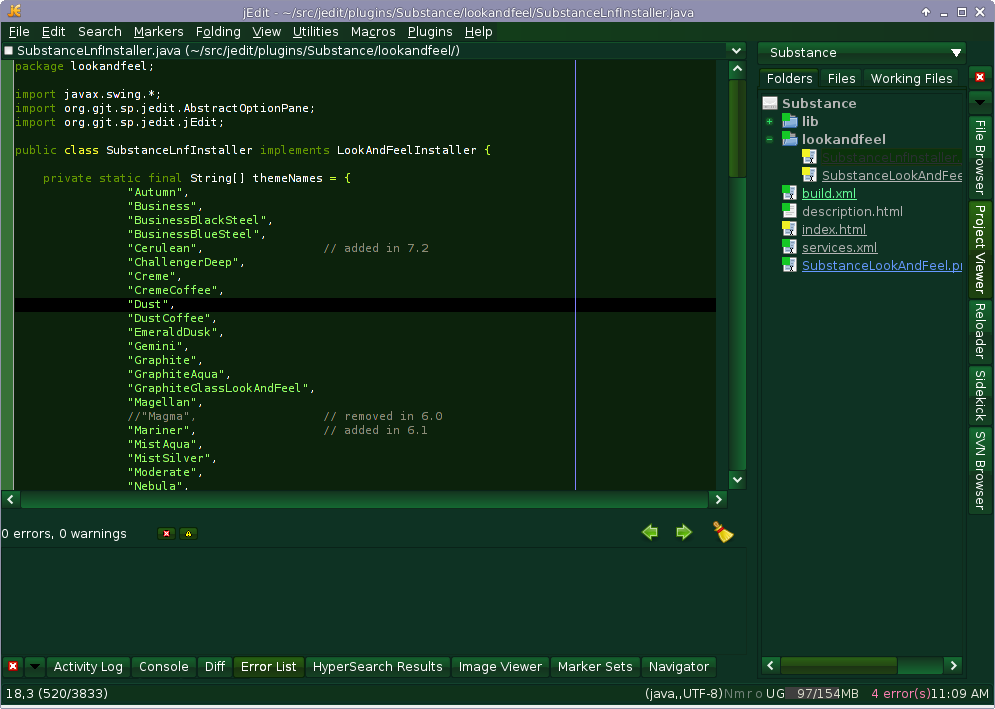 jEdit - ~/src/jedit/plugins/Substance/lookandfeel/SubstanceLnfInstaller.java
File Edit Search Markers Folding View Utilities Macros Plugins Help
SubstanceLnfInstaller.java (~/src/jedit/plugins/Substance/lookandfeel/)
package lookandfeel;
import javax.swing.*;
import org.gjt.sp.jedit.AbstractOptionPane;
import org.gjt.sp.jedit.jEdit;
public class SubstanceLnfInstaller implements LookAndFeelInstaller {
private static final String[] themeNames = {
"Autumn",
"Business",
"BusinessBlackSteel",
"BusinessBlueSteel",
"Cerulean", // added in 7.2
"ChallengerDeep",
"Creme",
"CremeCoffee",
"Dust",
"DustCoffee",
"EmeraldDusk",
"Gemini",
"Graphite",
"GraphiteAqua",
"GraphiteGlassLookAndFeel",
"Magellan",
//"Magma", // removed in 6.0
"Mariner", // added in 6.1
"MistAqua",
"MistSilver",
"Moderate",
"Nebula",
Substance
Folders Files Working Files
Substance
lib
lookandfeel
SubstanceLnfInstaller.
SubstanceLookAndFee
build.xml
description.html
index.html
services.xml
SubstanceLookAndFeel.pr
File Browser
Project Viewer
Reloader
Sidekick
SVN Browser
0 errors, 0 warnings
Activity Log Console Diff Error List HyperSearch Results Image Viewer Marker Sets Navigator
18,3 (520/3833) (java,,UTF-8)Nmro UG 97/154MB 4 error(s)11:09 AM